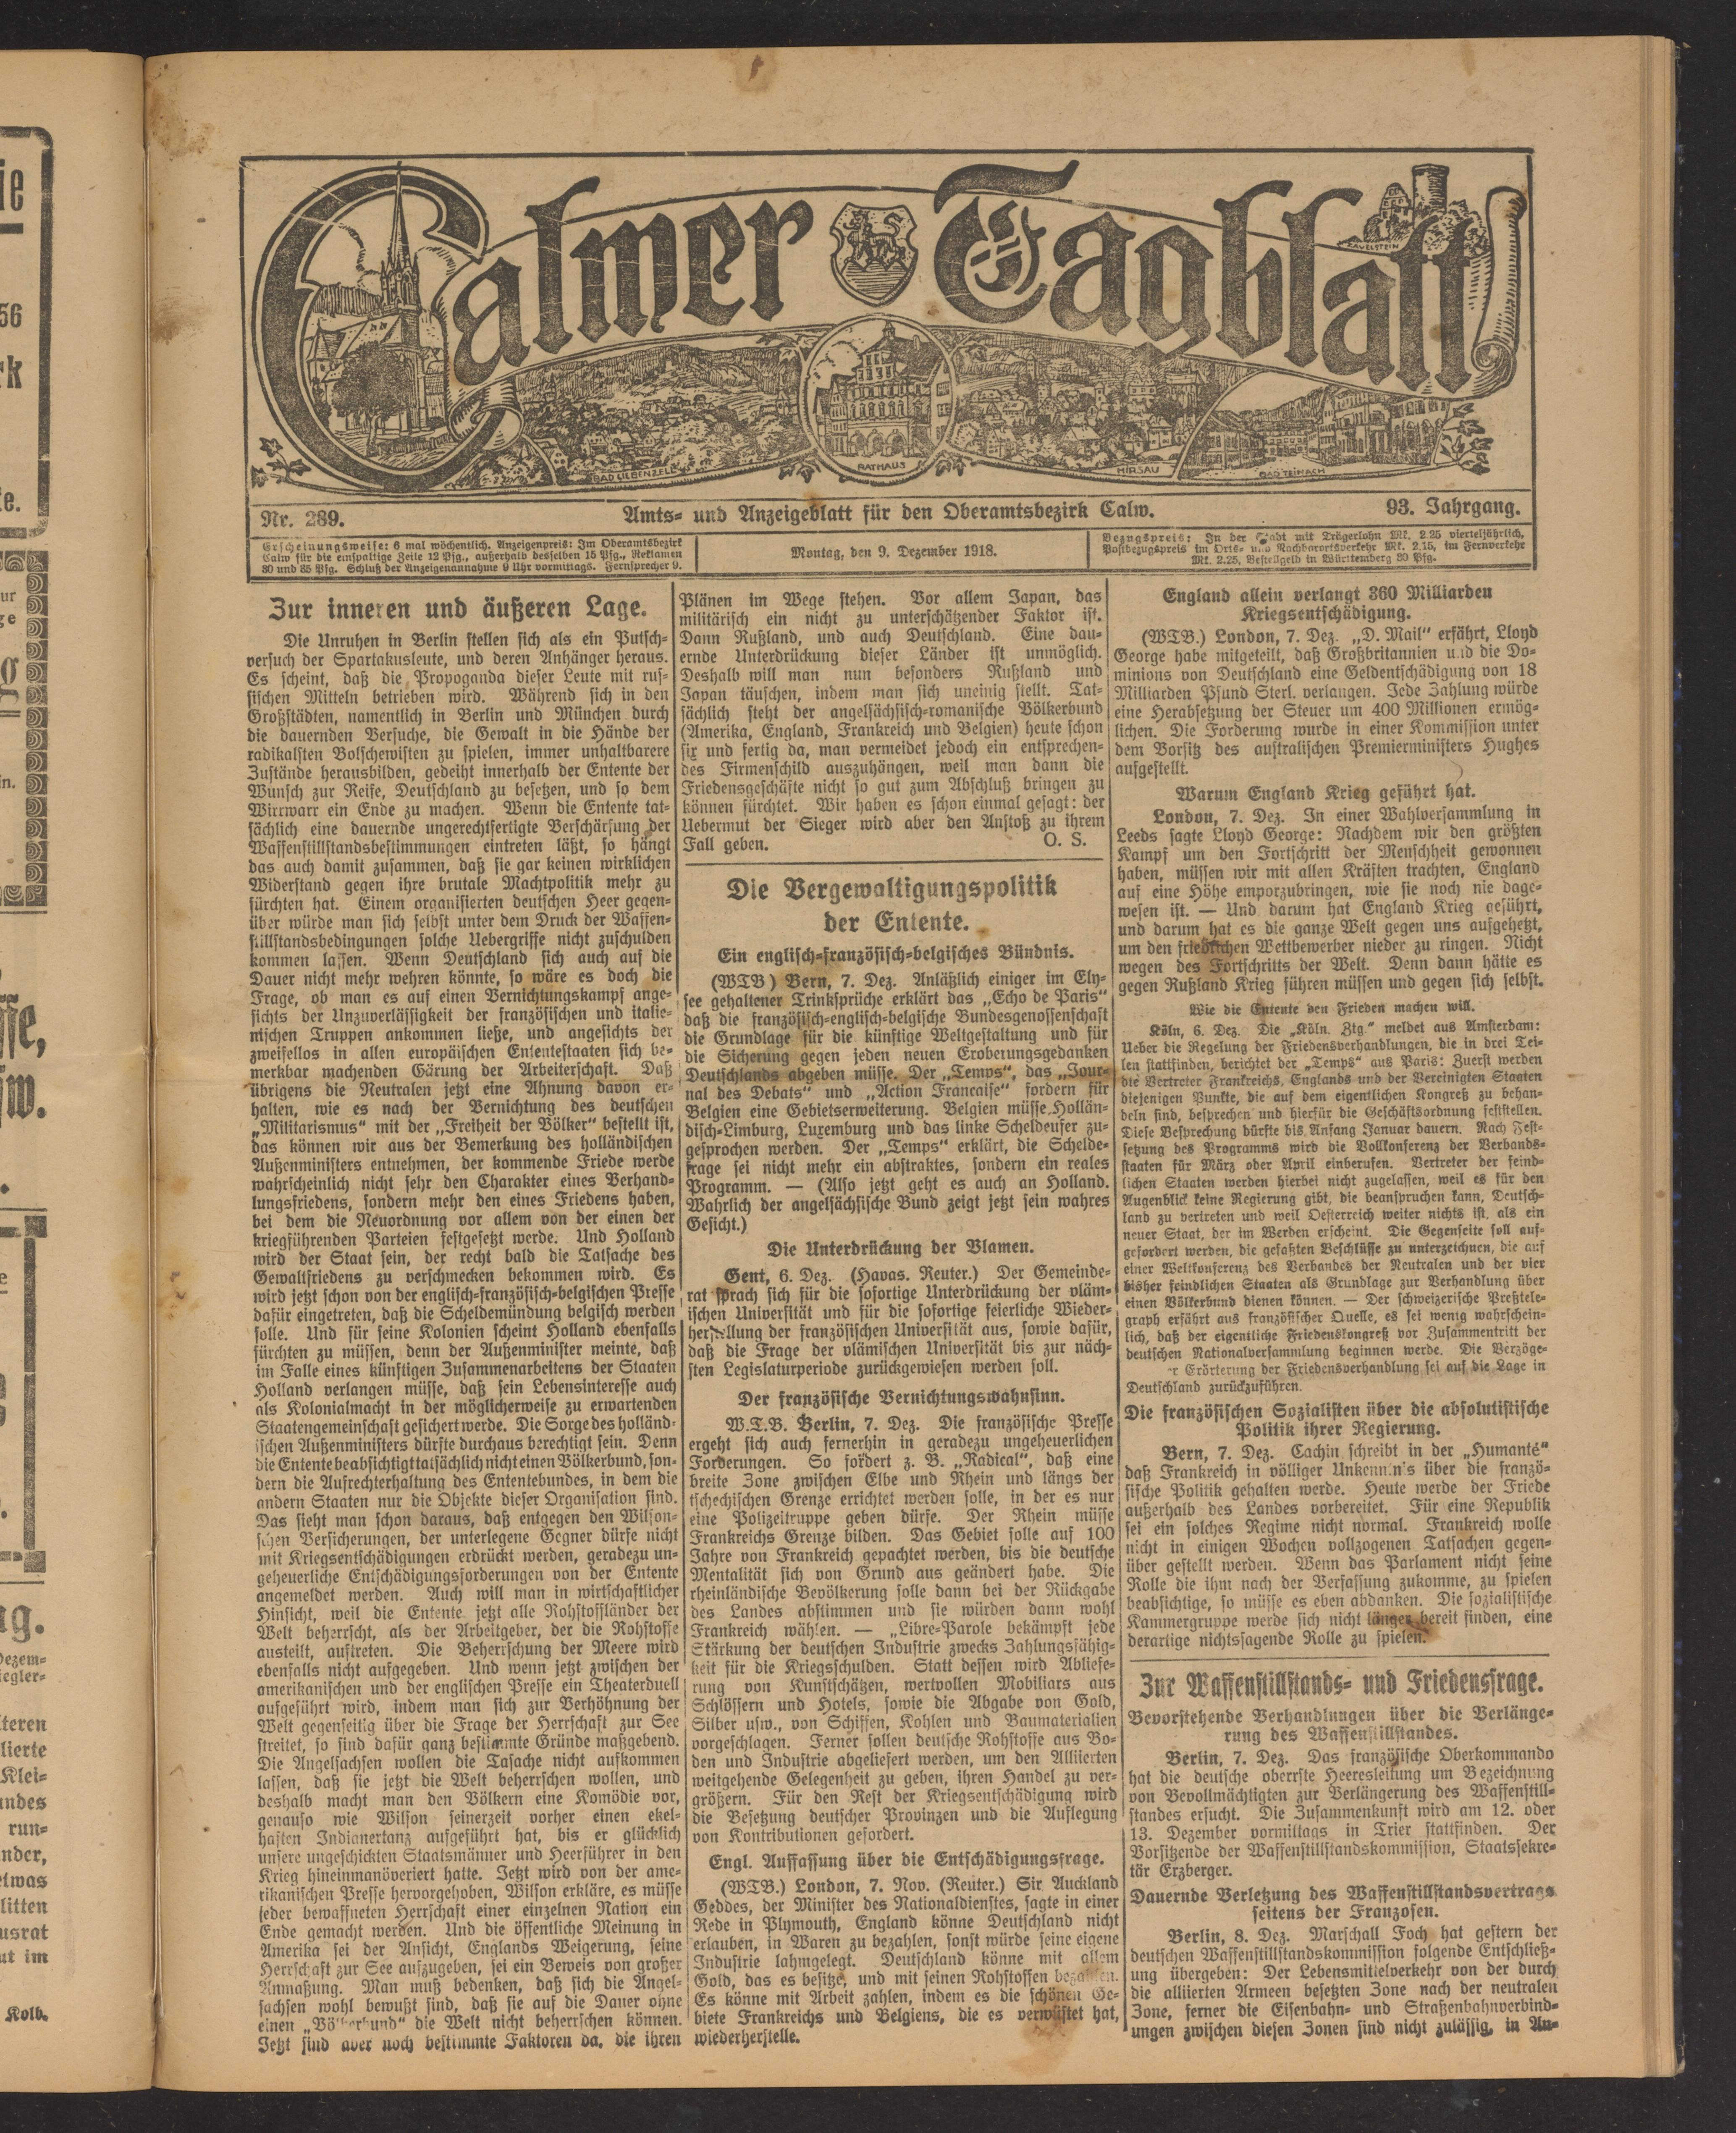 Calwer Tagblatt
ZAVELSTEIN
BAD LIEBENZELL
RATHAUS
HIRSAU
BAD TEINACH
Nr. 289.
Amts- und Anzeigeblatt für den Oberamtsbezirk Calw.
93. Jahrgang.
Erscheinungsweise: 6 mal wöchentlich. Anzeigenpreis: Im Oberamtsbezirk
Calw für die einspaltige Zeile 12 Pfg., außerhalb desselben 15 Pfg., Reklamen
30 und 35 Pfg. Schluß der Anzeigenannahme 9 Uhr vormittags. Fernsprecher 9.
Montag, den 9. Dezember 1918.
Bezugspreis: In der Stadt mit Trägerlohn Mk. 2.25 vierteljährlich,
Postbezugspreis im Orts- und Nachbarortsverkehr Mk. 2.15, im Fernverkehr
Mk. 2.25, Bestellgeld in Württemberg 30 Pfg.
Zur inneren und äußeren Lage.
Die Unruhen in Berlin stellen sich als ein Putsch-
versuch der Spartakusleute, und deren Anhänger heraus.
Es scheint, daß die Propoganda dieser Leute mit rus-
sischen Mitteln betrieben wird. Während sich in den
Großstädten, namentlich in Berlin und München durch
die dauernden Versuche, die Gewalt in die Hände der
radikalsten Bolschewisten zu spielen, immer unhaltbarere
Zustände herausbilden, gedeiht innerhalb der Entente der
Wunsch zur Reife, Deutschland zu besetzen, und so dem
Wirrwarr ein Ende zu machen. Wenn die Entente tat-
sächlich eine dauernde ungerechtfertigte Verschärfung der
Waffenstillstandsbestimmungen eintreten läßt, so hängt
das auch damit zusammen, daß sie gar keinen wirklichen
Widerstand gegen ihre brutale Machtpolitik mehr zu
fürchten hat. Einem organisierten deutschen Heer gegen-
über würde man sich selbst unter dem Druck der Waffen-
stillstandsbedingungen solche Uebergriffe nicht zuschulden
kommen lassen. Wenn Deutschland sich auch auf die
Dauer nicht mehr wehren könnte, so wäre es doch die
Frage, ob man es auf einen Vernichtungskampf ange-
sichts der Unzuverlässigkeit der französischen und italie-
nischen Truppen ankommen ließe, und angesichts der
zweifellos in allen europäischen Ententestaaten sich be-
merkbar machenden Gärung der Arbeiterschaft. Daß
übrigens die Neutralen jetzt eine Ahnung davon er-
halten, wie es nach der Vernichtung des deutschen
„Militarismus“ mit der „Freiheit der Völker“ bestellt ist,
das können wir aus der Bemerkung des holländischen
Außenministers entnehmen, der kommende Friede werde
wahrscheinlich nicht sehr den Charakter eines Verhand-
lungsfriedens, sondern mehr den eines Friedens haben,
bei dem die Neuordnung vor allem von der einen der
kriegführenden Parteien festgesetzt werde. Und Holland
wird der Staat sein, der recht bald die Tatsache des
Gewaltfriedens zu verschmecken bekommen wird. Es
wird jetzt schon von der englisch-französisch-belgischen Presse
dafür eingetreten, daß die Scheldemündung belgisch werden
solle. Und für seine Kolonien scheint Holland ebenfalls
fürchten zu müssen, denn der Außenminister meinte, daß
im Falle eines künftigen Zusammenarbeitens der Staaten
Holland verlangen müsse, daß sein Lebensinteresse auch
als Kolonialmacht in der möglicherweise zu erwartenden
Staatengemeinschaft gesichert werde. Die Sorge des holländ-
ischen Außenministers dürfte durchaus berechtigt sein. Denn
die Entente beabsichtigt tatsächlich nicht einen Völkerbund, son-
dern die Aufrechterhaltung des Ententebundes, in dem die
andern Staaten nur die Objekte dieser Organisation sind.
Das sieht man schon daraus, daß entgegen den Wilson-
schen Versicherungen, der unterlegene Gegner dürfe nicht
mit Kriegsentschädigungen erdrückt werden, geradezu un-
geheuerliche Entschädigungsforderungen von der Entente
angemeldet werden. Auch will man in wirtschaftlicher
Hinsicht, weil die Entente jetzt alle Rohstoffländer der
Welt beherrscht, als der Arbeitgeber, der die Rohstoffe
austeilt, auftreten. Die Beherrschung der Meere wird
ebenfalls nicht aufgegeben. Und wenn jetzt zwischen der
amerikanischen und der englischen Presse ein Theaterduell
aufgeführt wird, indem man sich zur Verhöhnung der
Welt gegenseitig über die Frage der Herrschaft zur See
streitet, so sind dafür ganz bestimmte Gründe maßgebend.
Die Angelsachsen wollen die Tasache nicht aufkommen
lassen, daß sie jetzt die Welt beherrschen wollen, und
deshalb macht man den Völkern eine Komödie vor,
genauso wie Wilson seinerzeit vorher einen ekel-
haften Indianertanz aufgeführt hat, bis er glücklich
unsere ungeschickten Staatsmänner und Heerführer in den
Krieg hineinmanöveriert hatte. Jetzt wird von der ame-
rikanischen Presse hervorgehoben, Wilson erkläre, es müsse
jeder bewaffneten Herrschaft einer einzelnen Nation ein
Ende gemacht werden. Und die öffentliche Meinung in
Amerika sei der Ansicht, Englands Weigerung, seine
Herrschaft zur See aufzugeben, sei ein Beweis von großer
Anmaßung. Man muß bedenken, daß sich die Angel-
sachsen wohl bewußt sind, daß sie auf die Dauer ohne
einen „Völkerbund“ die Welt nicht beherrschen können.
Jetzt sind aber noch bestimmte Faktoren da, die ihren
Plänen im Wege stehen. Vor allem Japan, das
militärisch ein nicht zu unterschätzender Faktor ist.
Dann Rußland, und auch Deutschland. Eine dau-
ernde Unterdrückung dieser Länder ist unmöglich.
Deshalb will man nun besonders Rußland und
Japan täuschen, indem man sich uneinig stellt. Tat-
sächlich steht der angelsächsisch-romanische Völkerbund
(Amerika, England, Frankreich und Belgien) heute schon
fix und fertig da, man vermeidet jedoch ein entsprechen-
des Firmenschild auszuhängen, weil man dann die
Friedensgeschäfte nicht so gut zum Abschluß bringen zu
können fürchtet. Wir haben es schon einmal gesagt: der
Uebermut der Sieger wird aber den Anstoß zu ihrem
Fall geben. O. S.
Die Vergewaltigungspolitik
der Entente.
Ein englisch-französisch-belgisches Bündnis.
(WTB) Bern, 7. Dez. Anläßlich einiger im Ely-
see gehaltener Trinksprüche erklärt das „Echo de Paris“
daß die französisch-englisch-belgische Bundesgenossenschaft
die Grundlage für die künftige Weltgestaltung und für
die Sicherung gegen jeden neuen Eroberungsgedanken
Deutschlands abgeben müsse. Der „Temps“, das „Jour-
nal des Debats“ und „Action Francaise“ fordern für
Belgien eine Gebietserweiterung. Belgien müsse Hollän-
disch-Limburg, Luxemburg und das linke Scheldeufer zu-
gesprochen werden. Der „Temps“ erklärt, die Schelde-
frage sei nicht mehr ein abstraktes, sondern ein reales
Programm. — (Also jetzt geht es auch an Holland.
Wahrlich der angelsächsische Bund zeigt jetzt sein wahres
Gesicht.)
Die Unterdrückung der Vlamen.
Gent, 6. Dez. (Havas. Reuter.) Der Gemeinde-
rat sprach sich für die sofortige Unterdrückung der vläm-
ischen Universität und für die sofortige feierliche Wieder-
herstellung der französischen Universität aus, sowie dafür,
daß die Frage der vlämischen Universität bis zur näch-
sten Legislaturperiode zurückgewiesen werden soll.
Der französische Vernichtungswahnsinn.
W.T.B. Berlin, 7. Dez. Die französische Presse
ergeht sich auch fernerhin in geradezu ungeheuerlichen
Forderungen. So fordert z. B. „Radical“, daß eine
breite Zone zwischen Elbe und Rhein und längs der
tschechischen Grenze errichtet werden solle, in der es nur
eine Polizeitruppe geben dürfe. Der Rhein müsse
Frankreichs Grenze bilden. Das Gebiet solle auf 100
Jahre von Frankreich gepachtet werden, bis die deutsche
Mentalität sich von Grund aus geändert habe. Die
rheinländische Bevölkerung solle dann bei der Rückgabe
des Landes abstimmen und sie würden dann wohl
Frankreich wählen. — „Libre-Parole bekämpft jede
Stärkung der deutschen Industrie zwecks Zahlungsfähig-
keit für die Kriegsschulden. Statt dessen wird Abliefe-
rung von Kunstschätzen, wertvollen Mobiliars aus
Schlössern und Hotels, sowie die Abgabe von Gold,
Silber usw., von Schiffen, Kohlen und Baumaterialien
vorgeschlagen. Ferner sollen deutsche Rohstoffe aus Bo-
den und Industrie abgeliefert werden, um den Alliierten
weitgehende Gelegenheit zu geben, ihren Handel zu ver-
größern. Für den Rest der Kriegsentschädigung wird
die Besetzung deutscher Provinzen und die Auflegung
von Kontributionen gefordert.
Engl. Auffassung über die Entschädigungsfrage.
(WTB.) London, 7. Nov. (Reuter.) Sir Auckland
Geddes, der Minister des Nationaldienstes, sagte in einer
Rede in Plymouth, England könne Deutschland nicht
erlauben, in Waren zu bezahlen, sonst würde seine eigene
Industrie lahmgelegt. Deutschland könne mit allem
Gold, das es besitze, und mit seinen Rohstoffen bezahlen.
Es könne mit Arbeit zahlen, indem es die schönen Ge-
biete Frankreichs und Belgiens, die es verwüstet hat,
wiederherstelle.
England allein verlangt 360 Milliarden
Kriegsentschädigung.
(WTB.) London, 7. Dez. „D. Mail“ erfährt, Lloyd
George habe mitgeteilt, daß Großbritannien und die Do-
minions von Deutschland eine Geldentschädigung von 18
Milliarden Pfund Sterl. verlangen. Jede Zahlung würde
eine Herabsetzung der Steuer um 400 Millionen ermög-
lichen. Die Forderung wurde in einer Kommission unter
dem Vorsitz des australischen Premierministers Hughes
aufgestellt.
Warum England Krieg geführt hat.
London, 7. Dez. In einer Wahlversammlung in
Leeds sagte Lloyd George: Nachdem wir den größten
Kampf um den Fortschritt der Menschheit gewonnen
haben, müssen wir mit allen Kräften trachten, England
auf eine Höhe emporzubringen, wie sie noch nie dage-
wesen ist. — Und darum hat England Krieg geführt,
und darum hat es die ganze Welt gegen uns aufgehetzt,
um den friedlichen Wettbewerber nieder zu ringen. Nicht
wegen des Fortschritts der Welt. Denn dann hätte es
gegen Rußland Krieg führen müssen und gegen sich selbst.
Wie die Entente den Frieden machen will.
Köln, 6. Dez. Die „Köln. Ztg.“ meldet aus Amsterdam:
Ueber die Regelung der Friedensverhandlungen, die in drei Tei-
len stattfinden, berichtet der „Temps“ aus Paris: Zuerst werden
die Vertreter Frankreichs, Englands und der Vereinigten Staaten
diejenigen Punkte, die auf dem eigentlichen Kongreß zu behan-
deln sind, besprechen und hierfür die Geschäftsordnung feststellen.
Diese Besprechung dürfte bis Anfang Januar dauern. Nach Fest-
setzung des Programms wird die Vollkonferenz der Verbands-
staaten für März oder April einberufen. Vertreter der feind-
lichen Staaten werden hierbei nicht zugelassen, weil es für den
Augenblick keine Regierung gibt, die beanspruchen kann, Deutsch-
land zu vertreten und weil Oesterreich weiter nichts ist, als ein
neuer Staat, der im Werden erscheint. Die Gegenseite soll auf-
gefordert werden, die gefaßten Beschlüsse zu unterzeichnen, die auf
einer Weltkonferenz des Verbandes der Neutralen und der vier
bisher feindlichen Staaten als Grundlage zur Verhandlung über
einen Völkerbund dienen können. — Der schweizerische Preßtele-
graph erfährt aus französischer Quelle, es sei wenig wahrschein-
lich, daß der eigentliche Friedenskongreß vor Zusammentritt der
deutschen Nationalversammlung beginnen werde. Die Verzöge-
Erörterung der Friedensverhandlung sei auf die Lage in
Deutschland zurückzuführen.
Die französischen Sozialisten über die absolutistische
Politik ihrer Regierung.
Bern, 7. Dez. Cachin schreibt in der „Humanté“
daß Frankreich in völliger Unkenntnis über die franzö-
sische Politik gehalten werde. Heute werde der Friede
außerhalb des Landes vorbereitet. Für eine Republik
sei ein solches Regime nicht normal. Frankreich wolle
nicht in einigen Wochen vollzogenen Tatsachen gegen-
über gestellt werden. Wenn das Parlament nicht seine
Rolle die ihm nach der Verfassung zukomme, zu spielen
beabsichtige, so müsse es eben abdanken. Die sozialistische
Kammergruppe werde sich nicht länger bereit finden, eine
derartige nichtssagende Rolle zu spielen.
Zur Waffenstillstands- und Friedensfrage.
Bevorstehende Verhandlungen über die Verlänge-
rung des Waffenstillstandes.
Berlin, 7. Dez. Das französische Oberkommando
hat die deutsche oberrste Heeresleitung um Bezeichnung
von Bevollmächtigten zur Verlängerung des Waffenstill-
standes ersucht. Die Zusammenkunft wird am 12. oder
13. Dezember vormittags in Trier stattfinden. Der
Vorsitzende der Waffenstillstandskommission, Staatssekre-
tär Erzberger.
Dauernde Verletzung des Waffenstillstandsvertrags
seitens der Franzosen.
Berlin, 8. Dez. Marschall Foch hat gestern der
deutschen Waffenstillstandskommission folgende Entschließ-
ung übergeben: Der Lebensmittelverkehr von der durch
die alliierten Armeen besetzten Zone nach der neutralen
Zone, ferner die Eisenbahn- und Straßenbahnverbind-
ungen zwischen diesen Zonen sind nicht zulässig, in An-